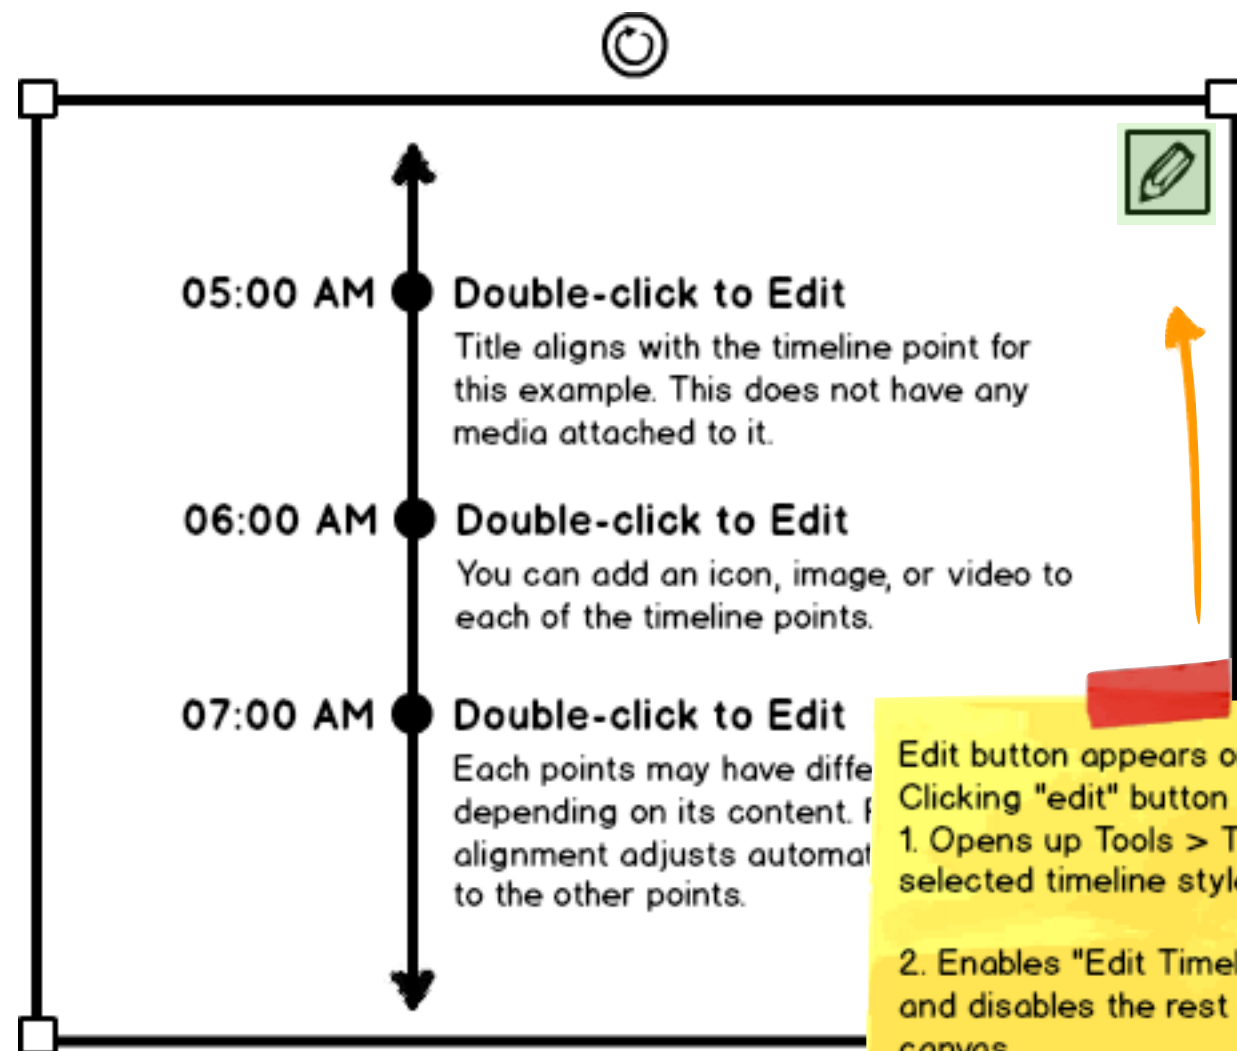 05:00 AM
Double-click to Edit
Title aligns with the timeline point for
this example. This does not have any
media attached to it.
06:00 AM
Double-click to Edit
You can add an icon, image, or video to
each of the timeline points.
07:00 AM
Double-click to Edit
Each points may have
depending on its content.
alignment adjusts
to the other points.
Edit button appears
Clicking "edit" button
1. Opens up Tools >
selected timeline
2. Enables "Edit
and disables the rest
canvas